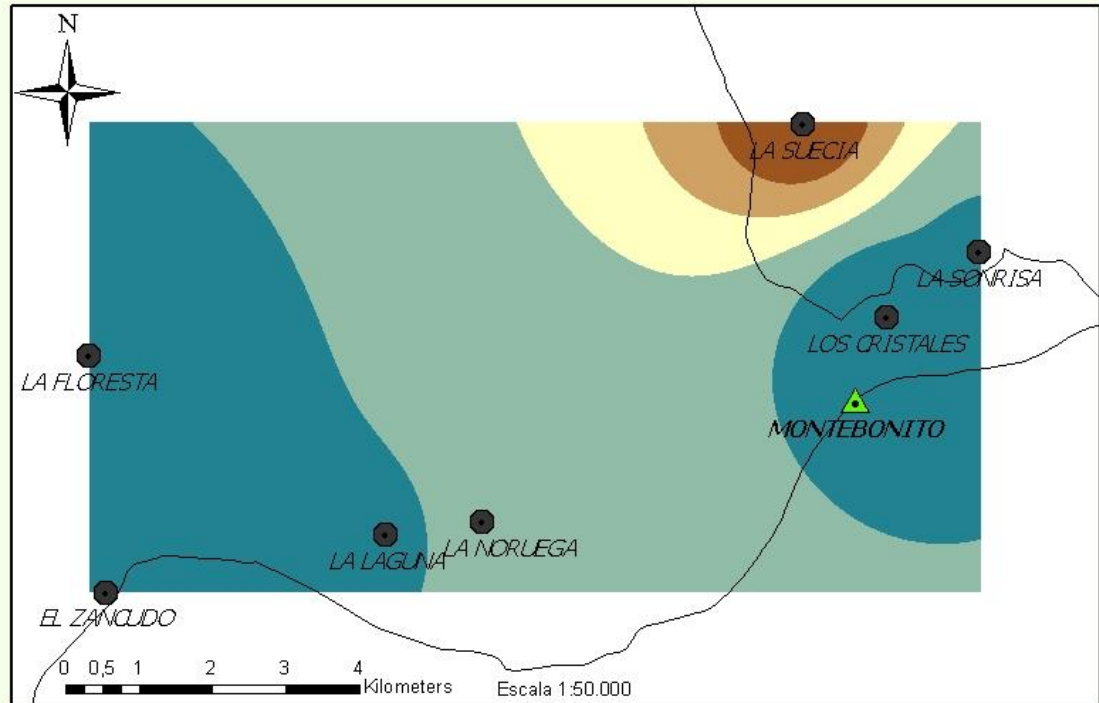 N
LA SUECIA
LA SONRISA
LOS CRISTALES
LA FLORESTA
MONTEBONITO
LA NORUEGA
LA LAGUNA
EL ZANCUDO
0 0,5 1 2 3 4
Kilometers
Escala 1:50.000